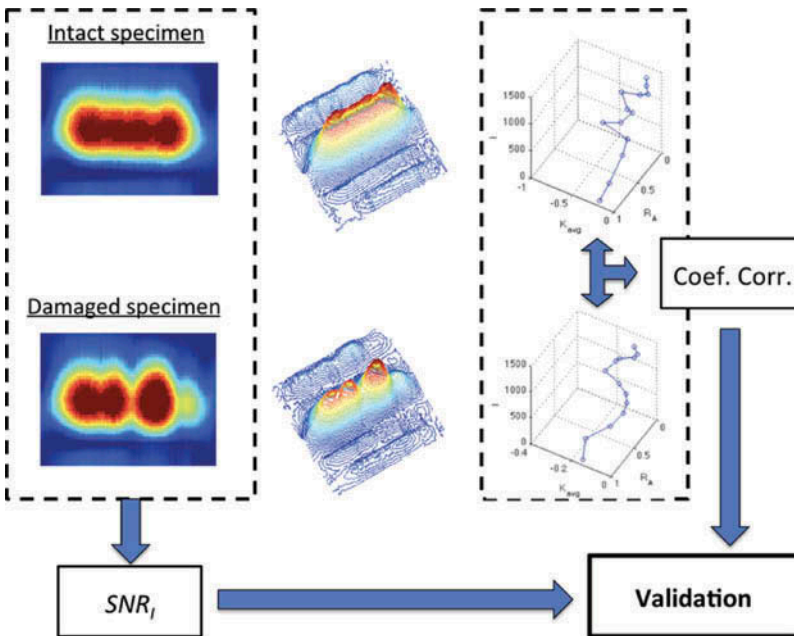 Intact specimen
1500
1000
500
0
-1
-0.5
0
1
0.5
0
I
K_avg
R_A
Coef. Corr.
Damaged specimen
1500
1000
500
0
-0.4
-0.2
0
1
0.5
0
I
K_avg
R_A
SNR_I
Validation